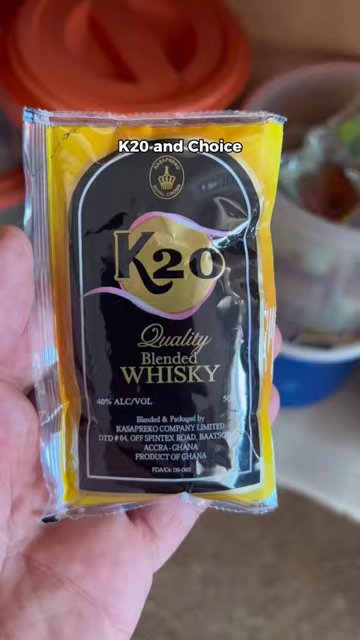 K20 and Choice
KASAPREKO
K20
Quality
Blended
WHISKY
40% ALC/VOL
Blended & Packaged by
KASAPREKO COMPANY LIMITED
DTD # 64, OFF SPINTEX ROAD,
ACCRA - GHANA
PRODUCT OF GHANA